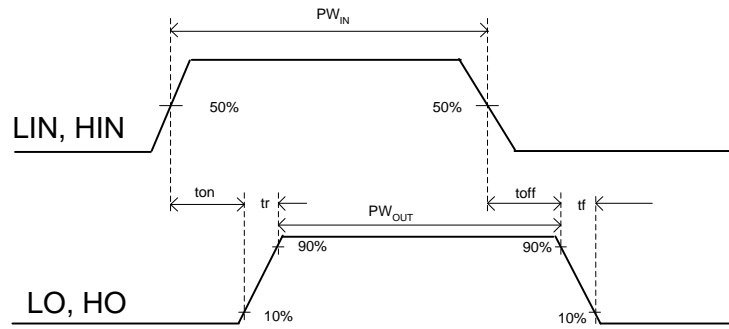 PW_IN
50% 50%
LIN, HIN
ton tr toff tf
PW_OUT
90% 90%
LO, HO 10% 10%